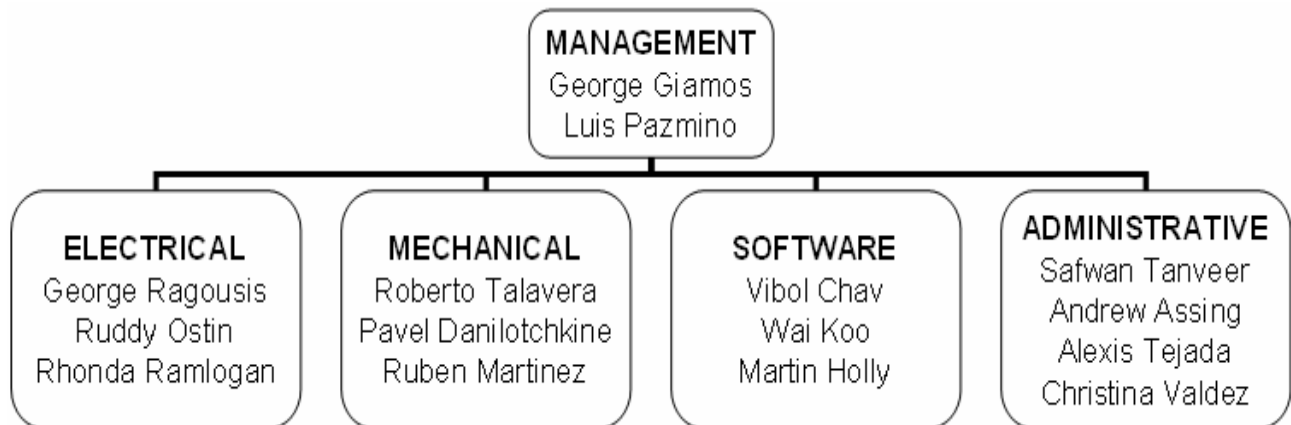 MANAGEMENT
George Giamos
Luis Pazmino
ELECTRICAL
George Ragousis
Ruddy Ostin
Rhonda Ramlogan
MECHANICAL
Roberto Talavera
Pavel Danilotchkine
Ruben Martinez
SOFTWARE
Vibol Chav
Wai Koo
Martin Holly
ADMINISTRATIVE
Safwan Tanveer
Andrew Assing
Alexis Tejada
Christina Valdez